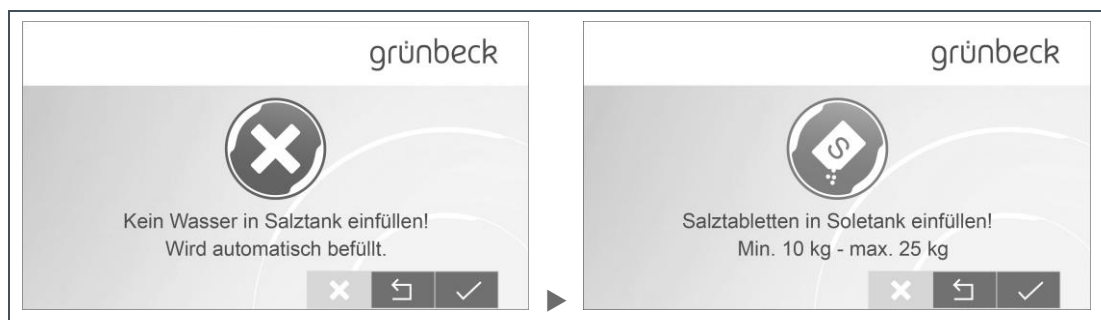 grünbeck
Kein Wasser in Salztank einfüllen!
Wird automatisch befüllt.
grünbeck
S
Salztabletten in Soletank einfüllen!
Min. 10 kg - max. 25 kg